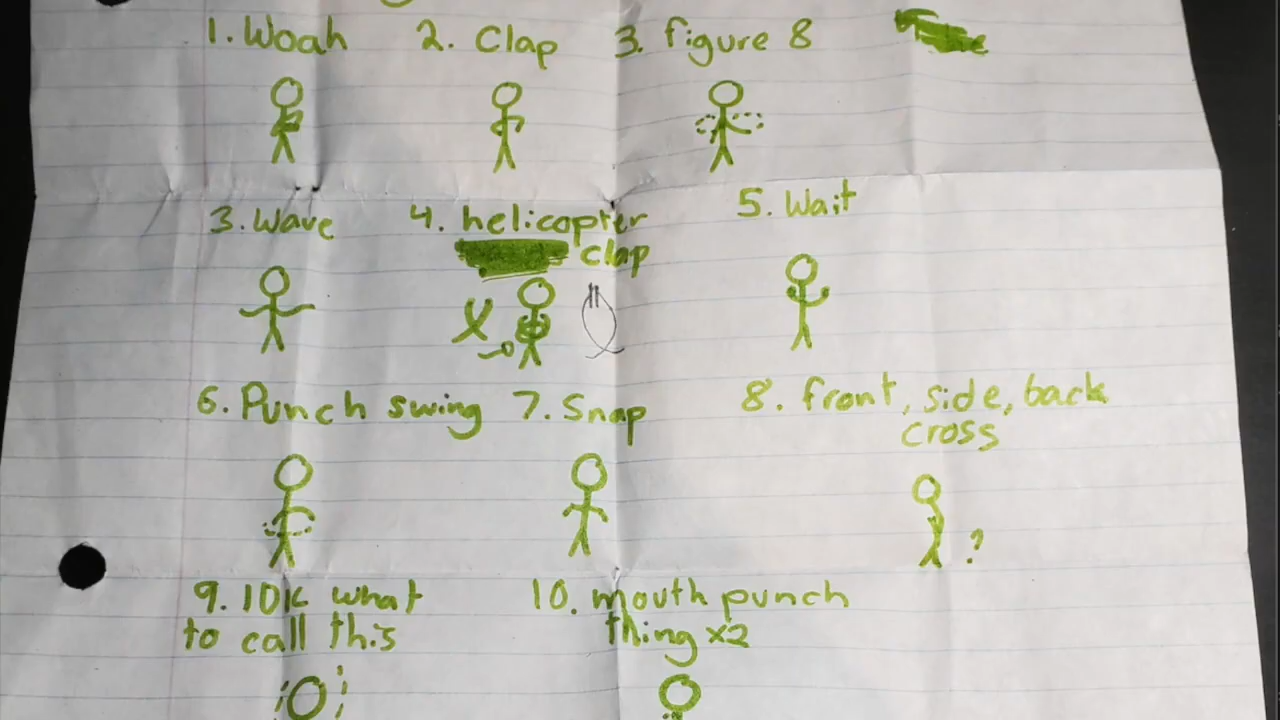 1. Woah 2. Clap 3. figure 8
3. Wave 4. helicopter 5. Wait
clap
6. Punch swing 7. Snap 8. front, side, back
cross
?
9. IDK what 10. mouth punch
to call this thing x2